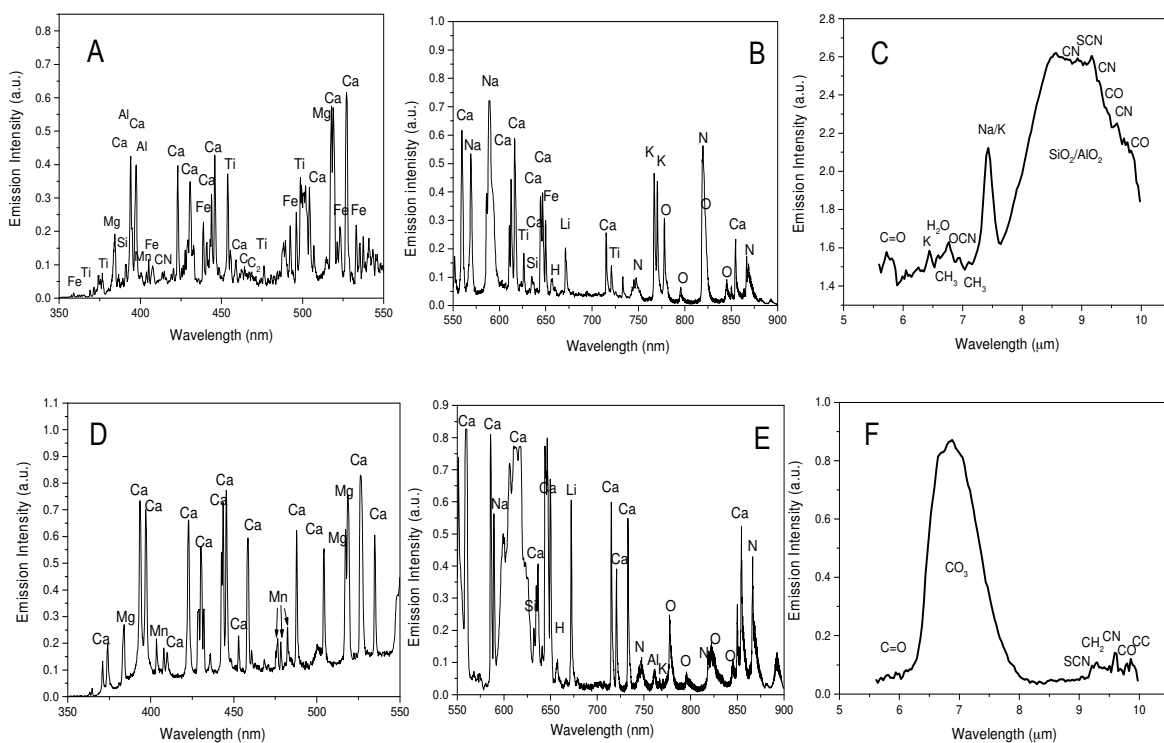 A
Emission Intensity (a.u.)
0.8
0.7
0.6
0.5
0.4
0.3
0.2
0.1
0.0
Fe
Ti
Ti
Mg
Si
Ca
Al
Ca
Al
Mn
Fe
CN
Ca
Ca
Fe
Ca
Ca
Ti
Ca
C
C2
Ti
Fe
Ti
Ca
Mg
Ca
Fe
Ca
Fe
350 400 450 500 550
Wavelength (nm)
B
Emission intensity (a.u.)
1.0
0.9
0.8
0.7
0.6
0.5
0.4
0.3
0.2
0.1
0.0
Ca
Na
Na
Ca
Ca
Ti
Si
Ca
Ca
Ca
Fe
H
Li
Ca
Ti
N
K
K
O
O
N
O
O
Ca
N
550 600 650 700 750 800 850 900
Wavelength (nm)
C
Emission Intensity (a.u.)
2.8
2.6
2.4
2.2
2.0
1.8
1.6
1.4
C=O
K
H2O
CH3
OCN
CH3
Na/K
SiO2/AlO2
CN
SCN
CN
CO
CN
CO
5 6 7 8 9 10
Wavelength (μm)
D
Emission Intensity (a.u.)
1.1
1.0
0.9
0.8
0.7
0.6
0.5
0.4
0.3
0.2
0.1
0.0
Ca
Mg
Ca
Ca
Mn
Ca
Ca
Ca
Ca
Ca
Ca
Ca
Mn
Ca
Ca
Mg
Mg
Ca
Ca
350 400 450 500 550
Wavelength (nm)
E
Emission Intensity (a.u.)
0.9
0.8
0.7
0.6
0.5
0.4
0.3
0.2
0.1
0.0
Ca
Ca
Na
Ca
Si
Ca
Ca
H
Li
Ca
Ca
Ca
N
Al
K
O
O
N
O
O
Ca
N
550 600 650 700 750 800 850 900
Wavelength (nm)
F
Emission Intensity (a.u.)
1.0
0.8
0.6
0.4
0.2
0.0
C=O
CO3
SCN
CH2
CN
CO
CC
5 6 7 8 9 10
Wavelength (μm)